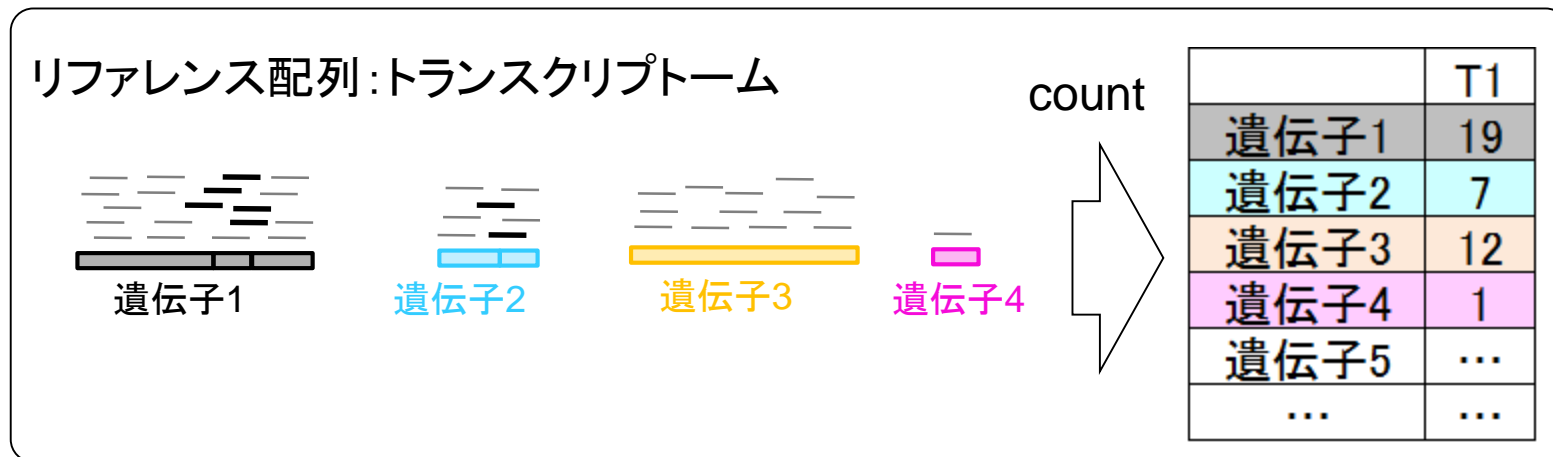 リファレンス配列:トランスクリプトーム
遺伝子1
遺伝子2
遺伝子3
遺伝子4
count
T1
遺伝子1 19
遺伝子2 7
遺伝子3 12
遺伝子4 1
遺伝子5 …
… …